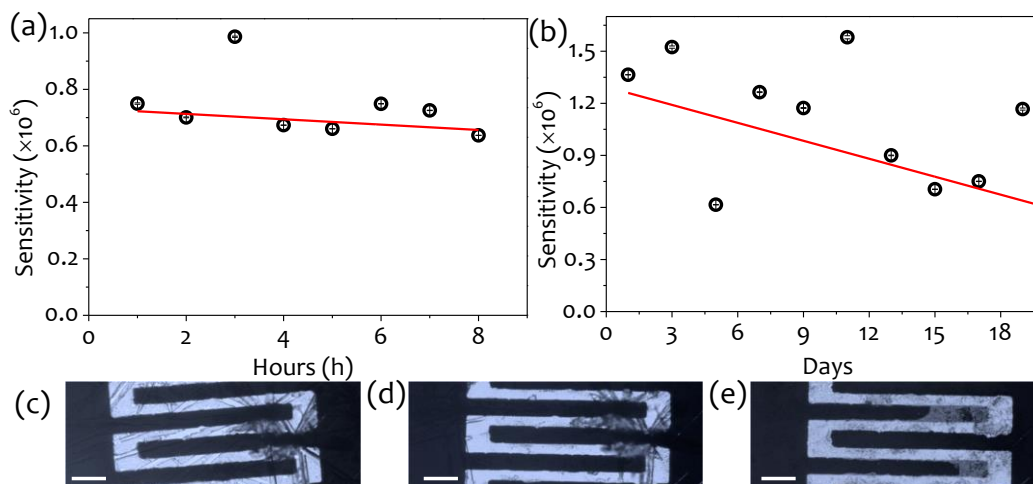 (a)
1.0
0.8
0.6
0.4
0.2
0.0
Sensitivity (×10⁶)
0 2 4 6 8
Hours (h)
(b)
1.5
1.2
0.9
0.6
0.3
0.0
Sensitivity (×10⁶)
0 3 6 9 12 15 18
Days
(c)
(d)
(e)